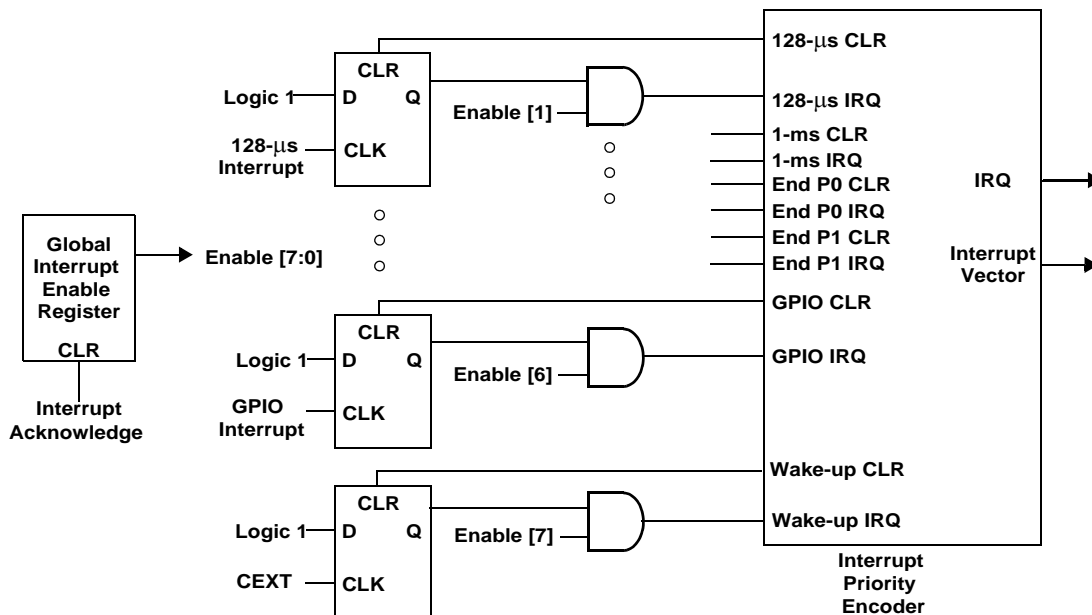 CLR
D Q
CLK
Logic 1
128-μs
Interrupt
Enable [1]
128-μs CLR
128-μs IRQ
1-ms CLR
1-ms IRQ
End P0 CLR
End P0 IRQ
End P1 CLR
End P1 IRQ
GPIO CLR
GPIO IRQ
Wake-up CLR
Wake-up IRQ
IRQ
Interrupt
Vector
Interrupt
Priority
Encoder
Global
Interrupt
Enable
Register
CLR
Interrupt
Acknowledge
Enable [7:0]
CLR
D Q
CLK
Logic 1
GPIO
Interrupt
Enable [6]
CLR
D Q
CLK
Logic 1
CEXT
Enable [7]